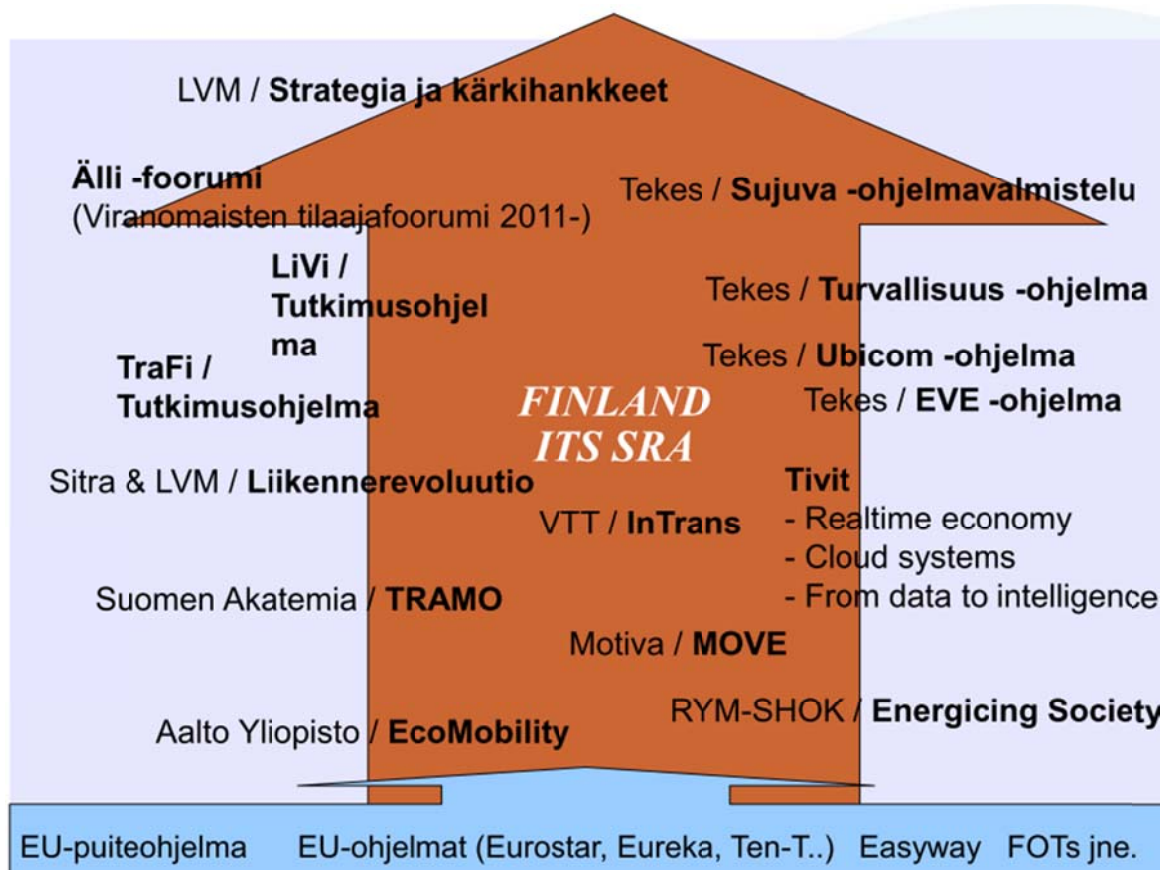 LVM / Strategia ja kärkihankkeet
Älli -foorumi
(Viranomaisten tilaajafoorumi 2011-)
Tekes / Sujuva -ohjelmavalmistelu
LiVi /
Tutkimusohjel
ma
Tekes / Turvallisuus -ohjelma
TraFi /
Tutkimusohjelma
Tekes / Ubicom -ohjelma
Tekes / EVE -ohjelma
FINLAND
ITS SRA
Sitra & LVM / Liikennerevoluutio
Tivit
- Realtime economy
- Cloud systems
- From data to intelligence
VTT / InTrans
Suomen Akatemia / TRAMO
Motiva / MOVE
RYM-SHOK / Energicing Society
Aalto Yliopisto / EcoMobility
EU-puiteohjelma EU-ohjelmat (Eurostar, Eureka, Ten-T..) Easyway FOTs jne.